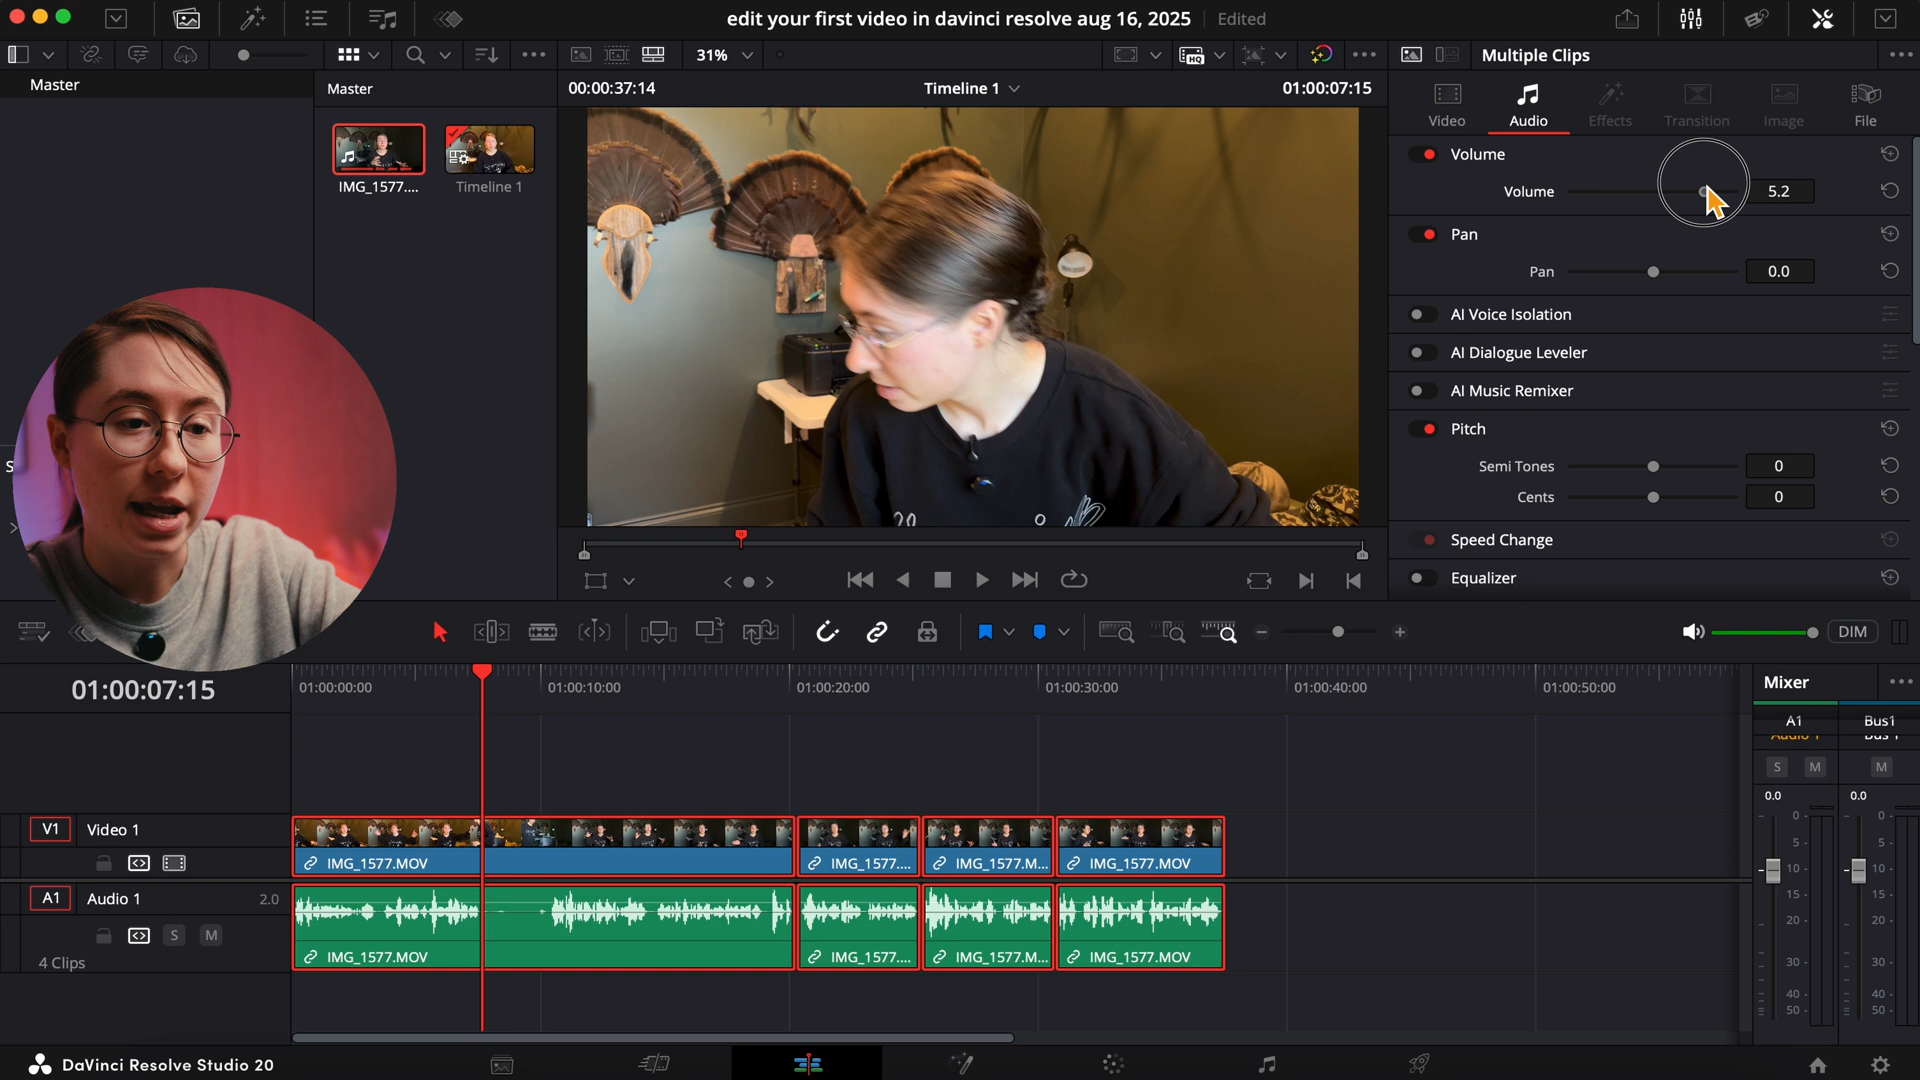 edit your first video in davinci resolve aug 16, 2025 Edited
31%
HQ
Multiple Clips
Master
Master
00:00:37:14
Timeline 1
01:00:07:15
Video
Audio
Effects
Transition
Image
File
IMG_1577....
Timeline 1
Volume
Volume 5.2
Pan
Pan 0.0
AI Voice Isolation
AI Dialogue Leveler
AI Music Remixer
Pitch
Semi Tones 0
Cents 0
Speed Change
Equalizer
S
DIM
01:00:07:15
01:00:00:00
01:00:10:00
01:00:20:00
01:00:30:00
01:00:40:00
01:00:50:00
Mixer
A1 Bus1
Audio 1 Bus 1
S M M
0.0 0.0
V1 Video 1
IMG_1577.MOV
IMG_1577....
IMG_1577.M...
IMG_1577.MOV
A1 Audio 1 2.0
S M
4 Clips
IMG_1577.MOV
IMG_1577....
IMG_1577.M...
IMG_1577.MOV
0 0
5 5
10 10
15 15
20 20
30 30
40 40
50 50
DaVinci Resolve Studio 20